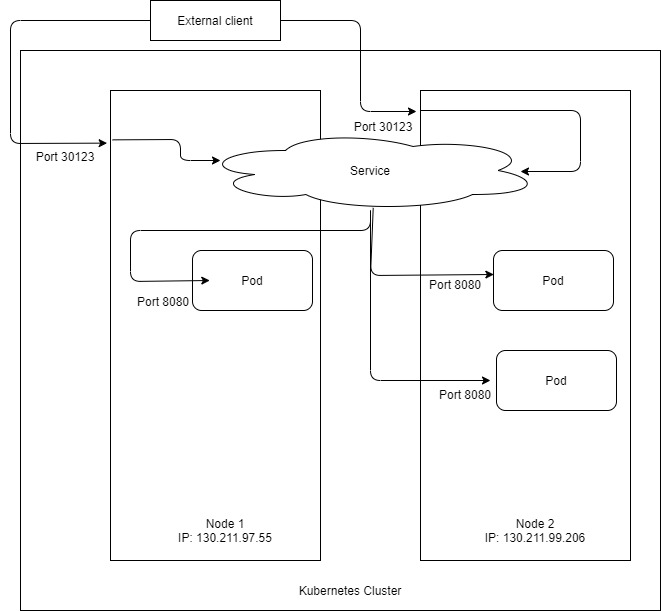 External client
Port 30123
Port 30123
Service
Pod
Port 8080
Pod
Port 8080
Pod
Port 8080
Node 1
IP: 130.211.97.55
Node 2
IP: 130.211.99.206
Kubernetes Cluster